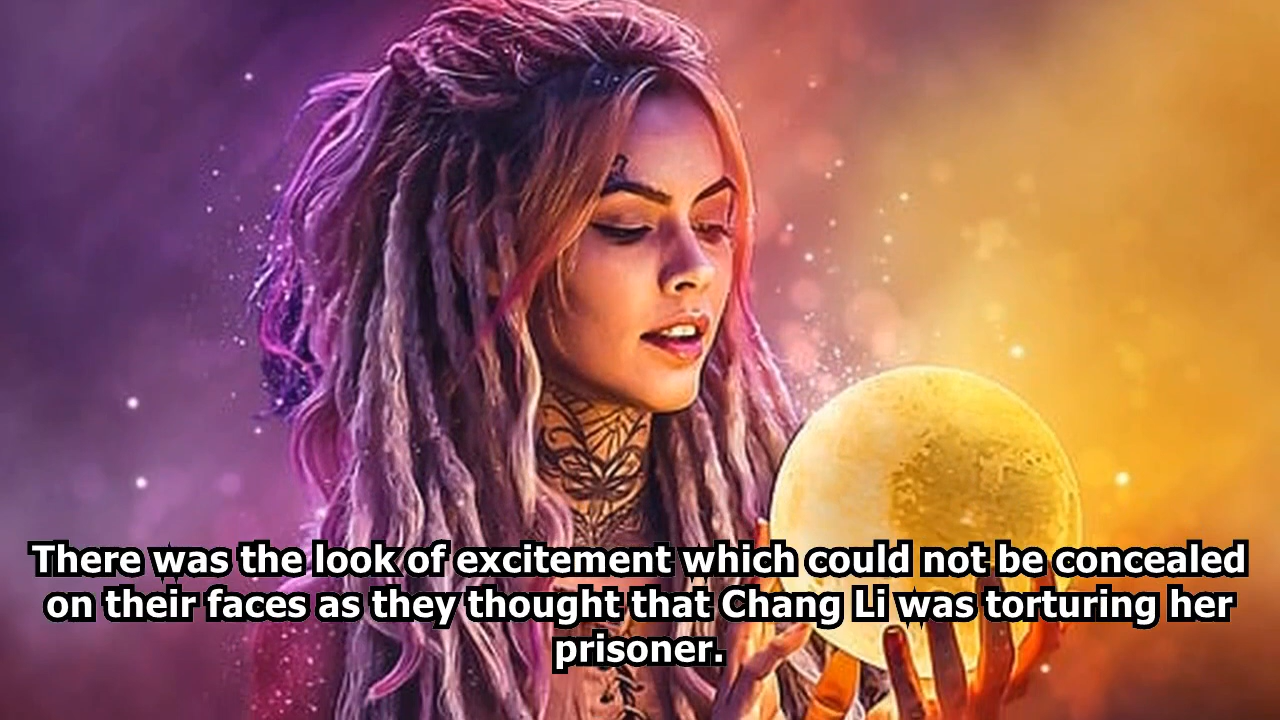 There was the look of excitement which could not be concealed
on their faces as they thought that Chang Li was torturing her
prisoner.